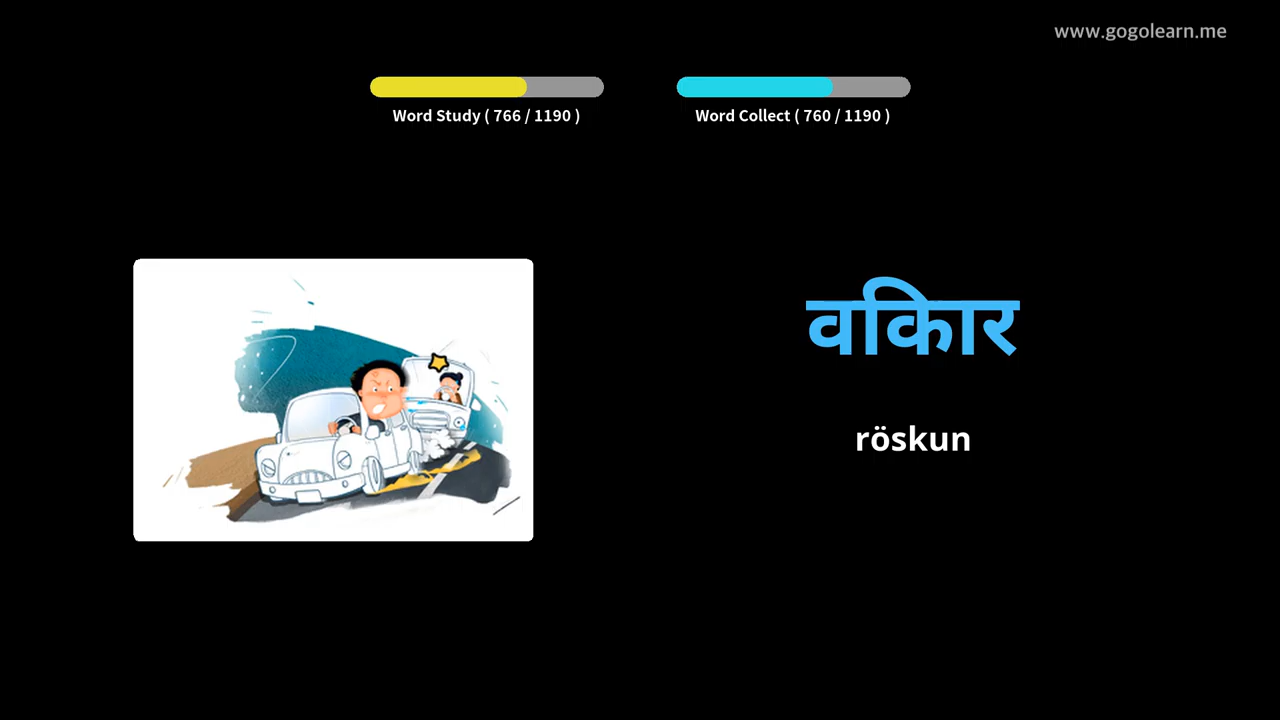 www.gogolearn.me
Word Study ( 766 / 1190 )
Word Collect ( 760 / 1190 )
वकिार
röskun